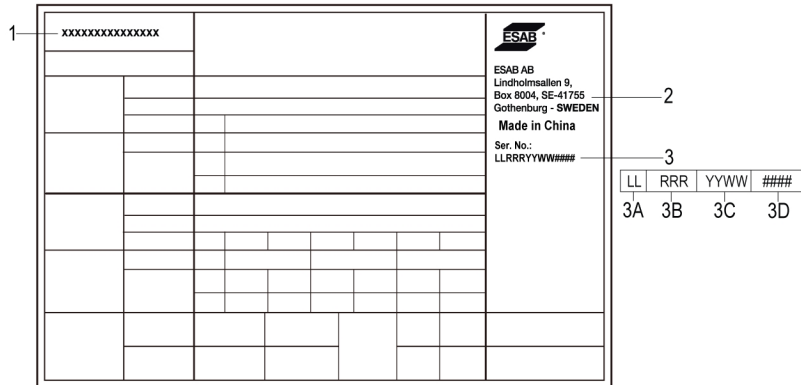 1
xxxxxxxxxxxxxxx
ESAB
ESAB AB
Lindholmsallen 9,
Box 8004, SE-41755
Gothenburg - SWEDEN
2
Made in China
Ser. No.:
LLRRRYYWW####
3
LL RRR YYWW ####
3A 3B 3C 3D